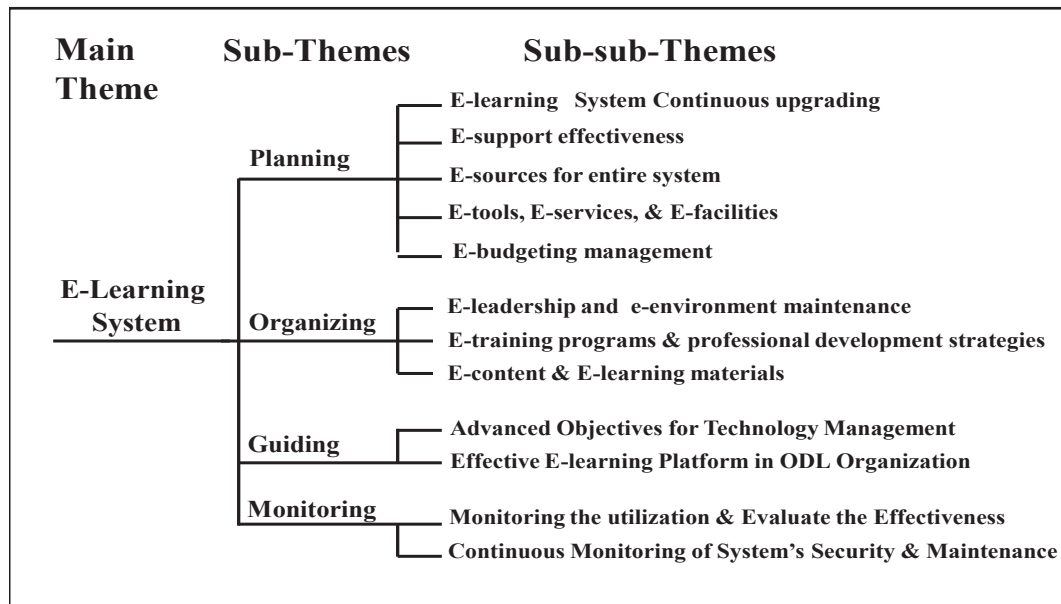 Main Theme
Sub-Themes
Sub-sub-Themes
E-learning System Continuous upgrading
E-support effectiveness
Planning
E-sources for entire system
E-tools, E-services, & E-facilities
E-budgeting management
E-Learning System
E-leadership and e-environment maintenance
Organizing
E-training programs & professional development strategies
E-content & E-learning materials
Guiding
Advanced Objectives for Technology Management
Effective E-learning Platform in ODL Organization
Monitoring
Monitoring the utilization & Evaluate the Effectiveness
Continuous Monitoring of System’s Security & Maintenance